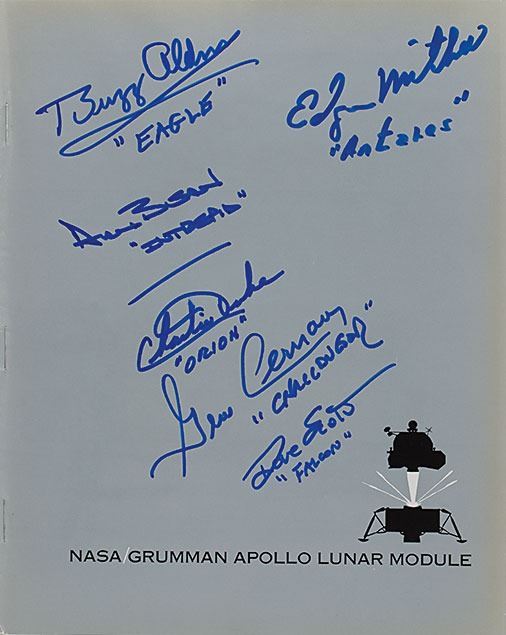 Buzz Aldrin
"EAGLE"
Edgar Mitchell
"Antares"
Alan Bean
"INTREPID"
Charlie Duke
"ORION"
Gene Cernan
"CHALLENGER"
Dave Scott
"FALCON"
NASA/GRUMMAN APOLLO LUNAR MODULE